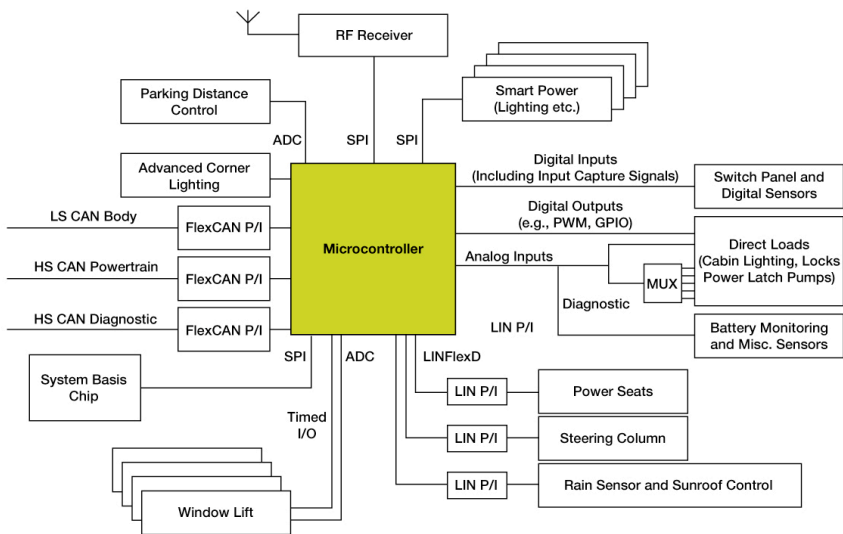 RF Receiver
Parking Distance
Control
Smart Power
(Lighting etc.)
ADC
SPI
SPI
Advanced Corner
Lighting
Digital Inputs
(Including Input Capture Signals)
Switch Panel and
Digital Sensors
LS CAN Body
FlexCAN P/I
Digital Outputs
(e.g., PWM, GPIO)
Microcontroller
Direct Loads
(Cabin Lighting, Locks
Power Latch Pumps)
HS CAN Powertrain
FlexCAN P/I
Analog Inputs
MUX
Diagnostic
HS CAN Diagnostic
FlexCAN P/I
LIN P/I
Battery Monitoring
and Misc. Sensors
SPI
ADC
LINFlexD
System Basis
Chip
LIN P/I
Power Seats
Timed
I/O
LIN P/I
Steering Column
LIN P/I
Rain Sensor and Sunroof Control
Window Lift